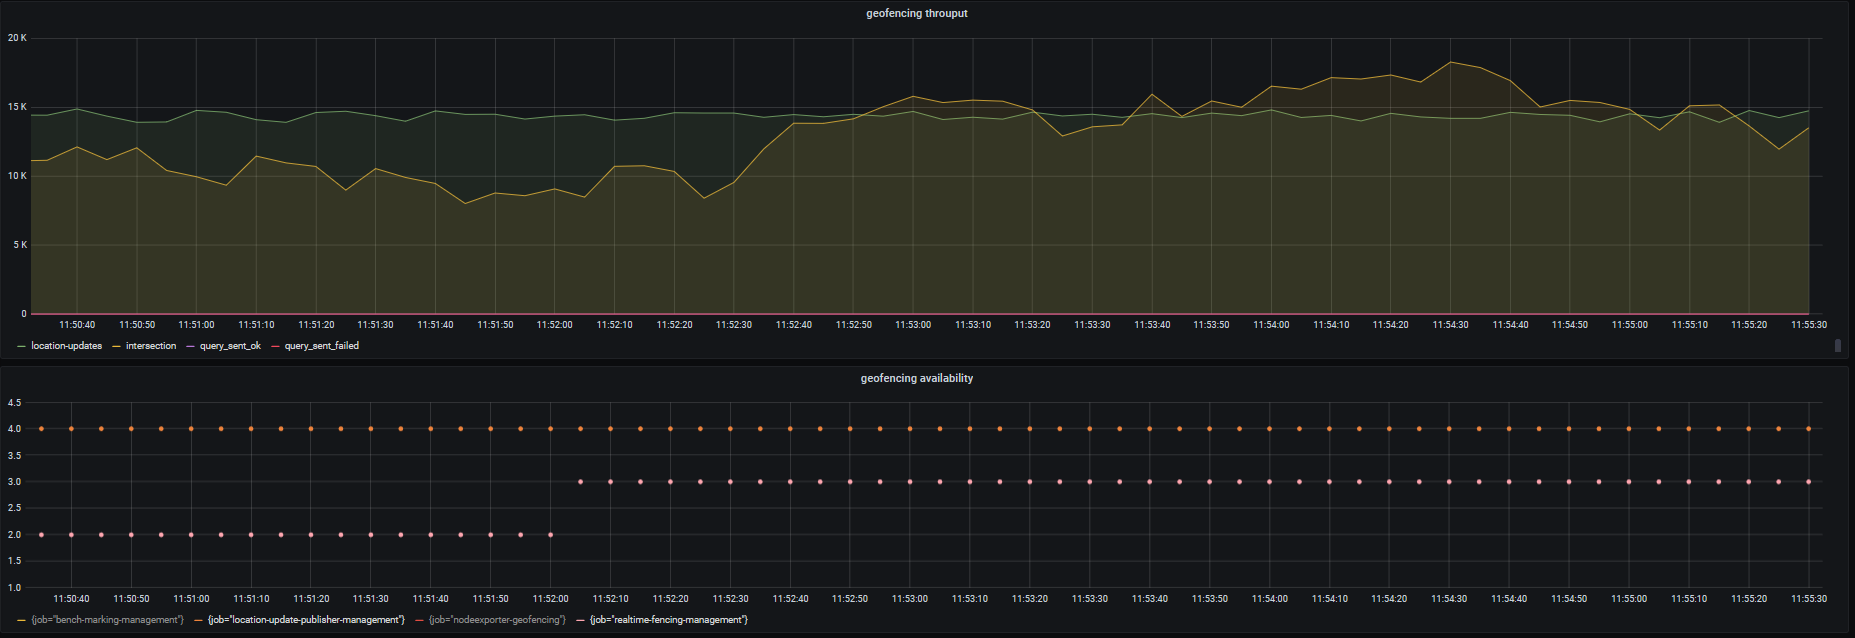 geofencing throuput
20 K
15 K
10 K
5 K
0
11:50:40 11:50:50 11:51:00 11:51:10 11:51:20 11:51:30 11:51:40 11:51:50 11:52:00 11:52:10 11:52:20 11:52:30 11:52:40 11:52:50 11:53:00 11:53:10 11:53:20 11:53:30 11:53:40 11:53:50 11:54:00 11:54:10 11:54:20 11:54:30 11:54:40 11:54:50 11:55:00 11:55:10 11:55:20 11:55:30
location-updates intersection query_sent_ok query_sent_failed
geofencing availability
4.5
4.0
3.5
3.0
2.5
2.0
1.5
1.0
11:50:40 11:50:50 11:51:00 11:51:10 11:51:20 11:51:30 11:51:40 11:51:50 11:52:00 11:52:10 11:52:20 11:52:30 11:52:40 11:52:50 11:53:00 11:53:10 11:53:20 11:53:30 11:53:40 11:53:50 11:54:00 11:54:10 11:54:20 11:54:30 11:54:40 11:54:50 11:55:00 11:55:10 11:55:20 11:55:30
{job="bench-marking-management"} {job="location-update-publisher-management"} {job="nodeexporter-geofencing"} {job="realtime-fencing-management"}